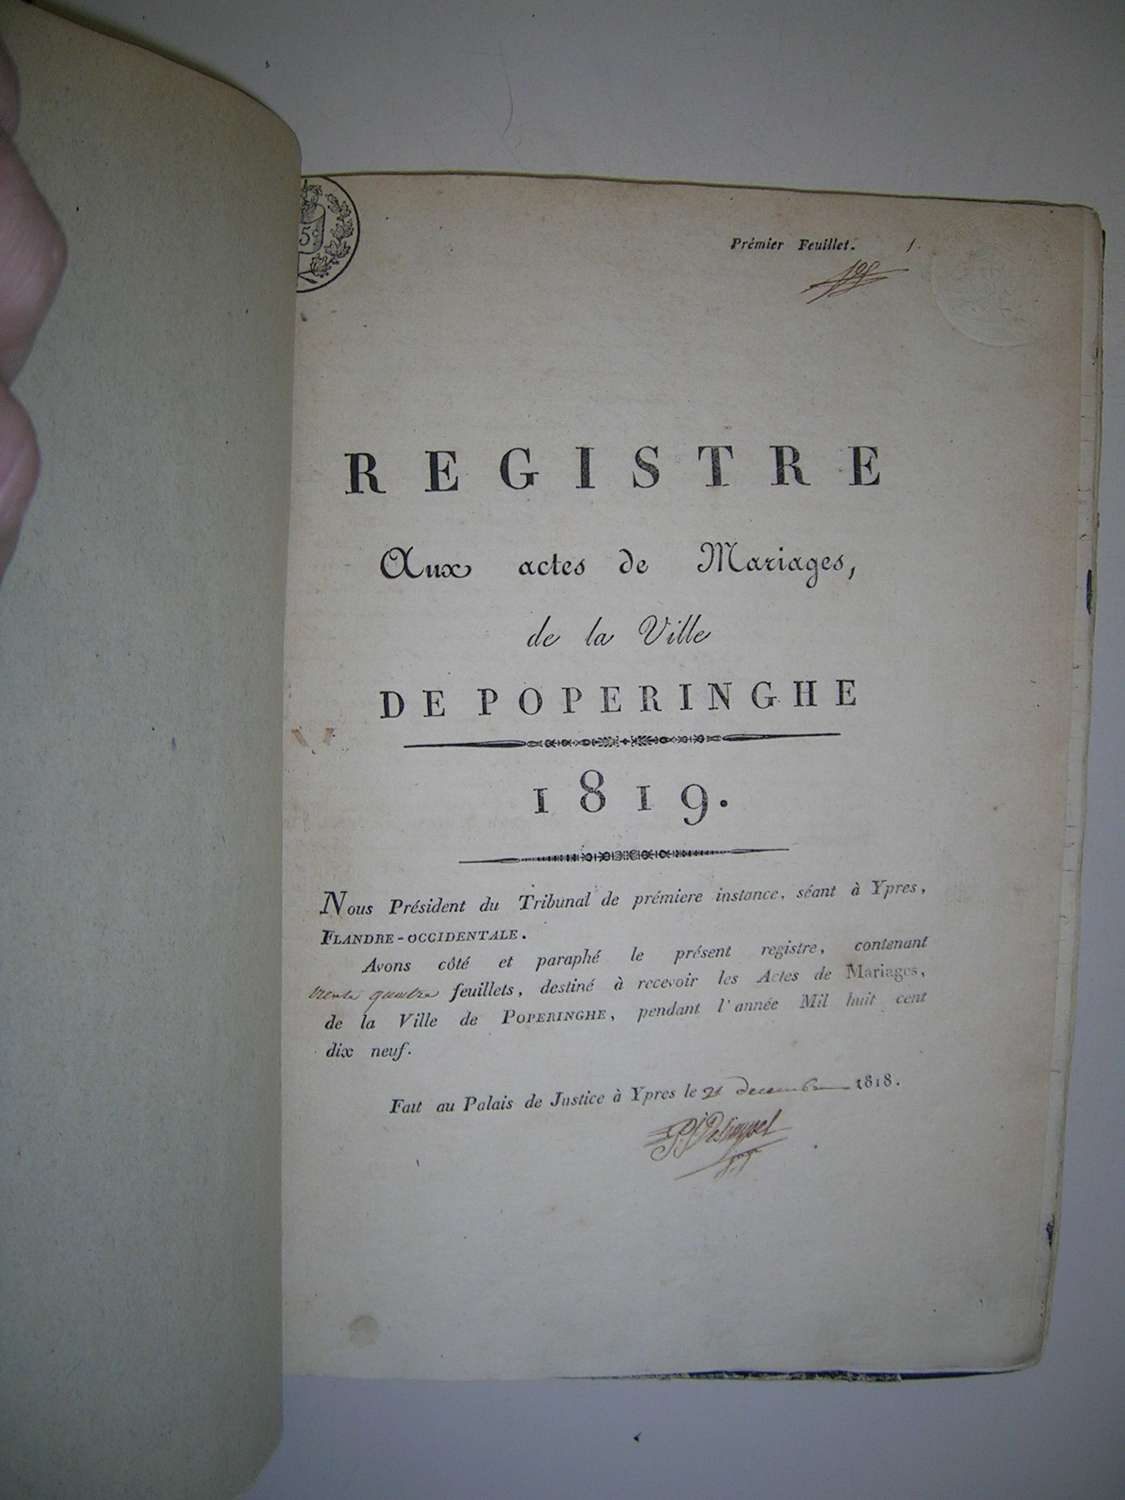 5
Prémier Feuillet. 1.
REGISTRE
Aux actes de Mariages,
de la Ville
DE POPERINGHE
1819.
Nous Président du Tribunal de prémiere instance, séant à Ypres,
FLANDRE-OCCIDENTALE.
Avons côté et paraphé le présent registre, contenant
trente quatre feuillets, destiné à recevoir les Actes de Mariages,
de la Ville de POPERINGHE, pendant l'année Mil huit cent
dix neuf.
Fait au Palais de Justice à Ypres le 21 decembre 1818.